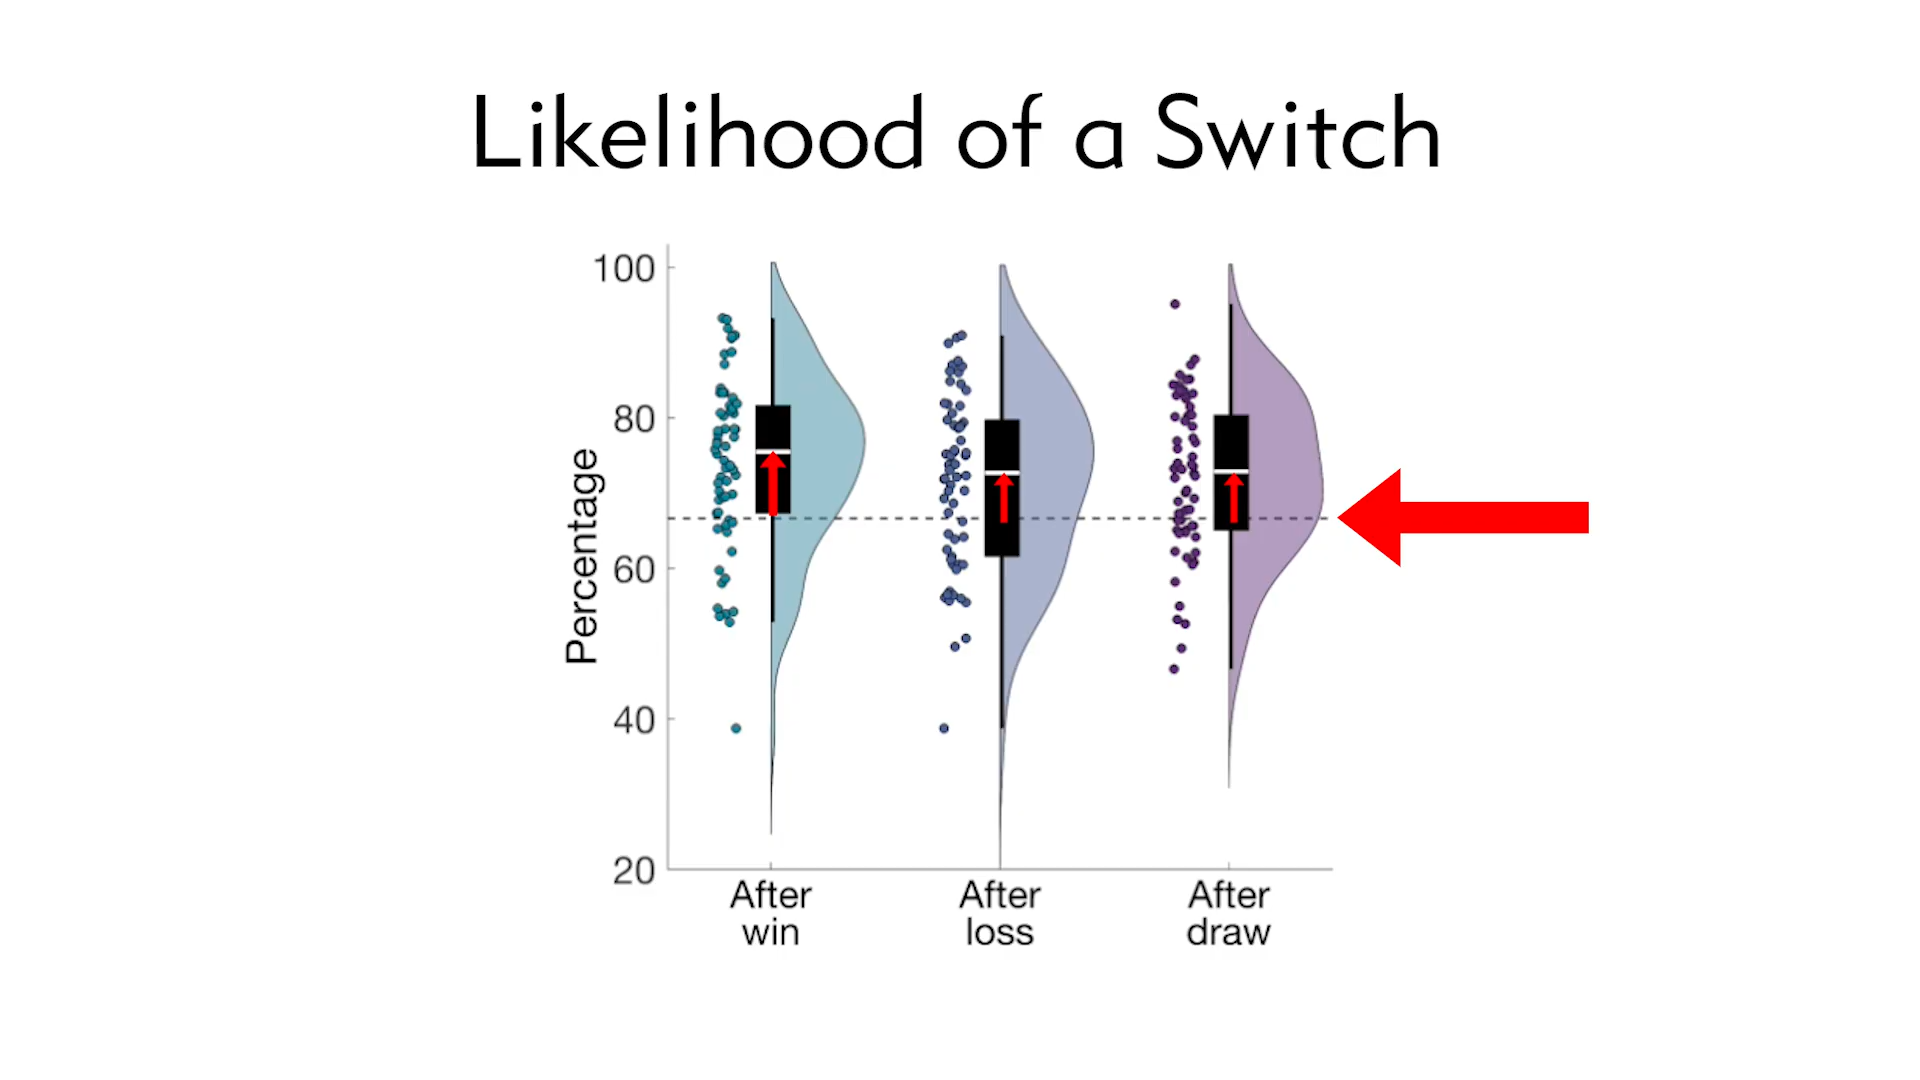 Likelihood of a Switch
100
80
60
40
20
Percentage
After
win
After
loss
After
draw